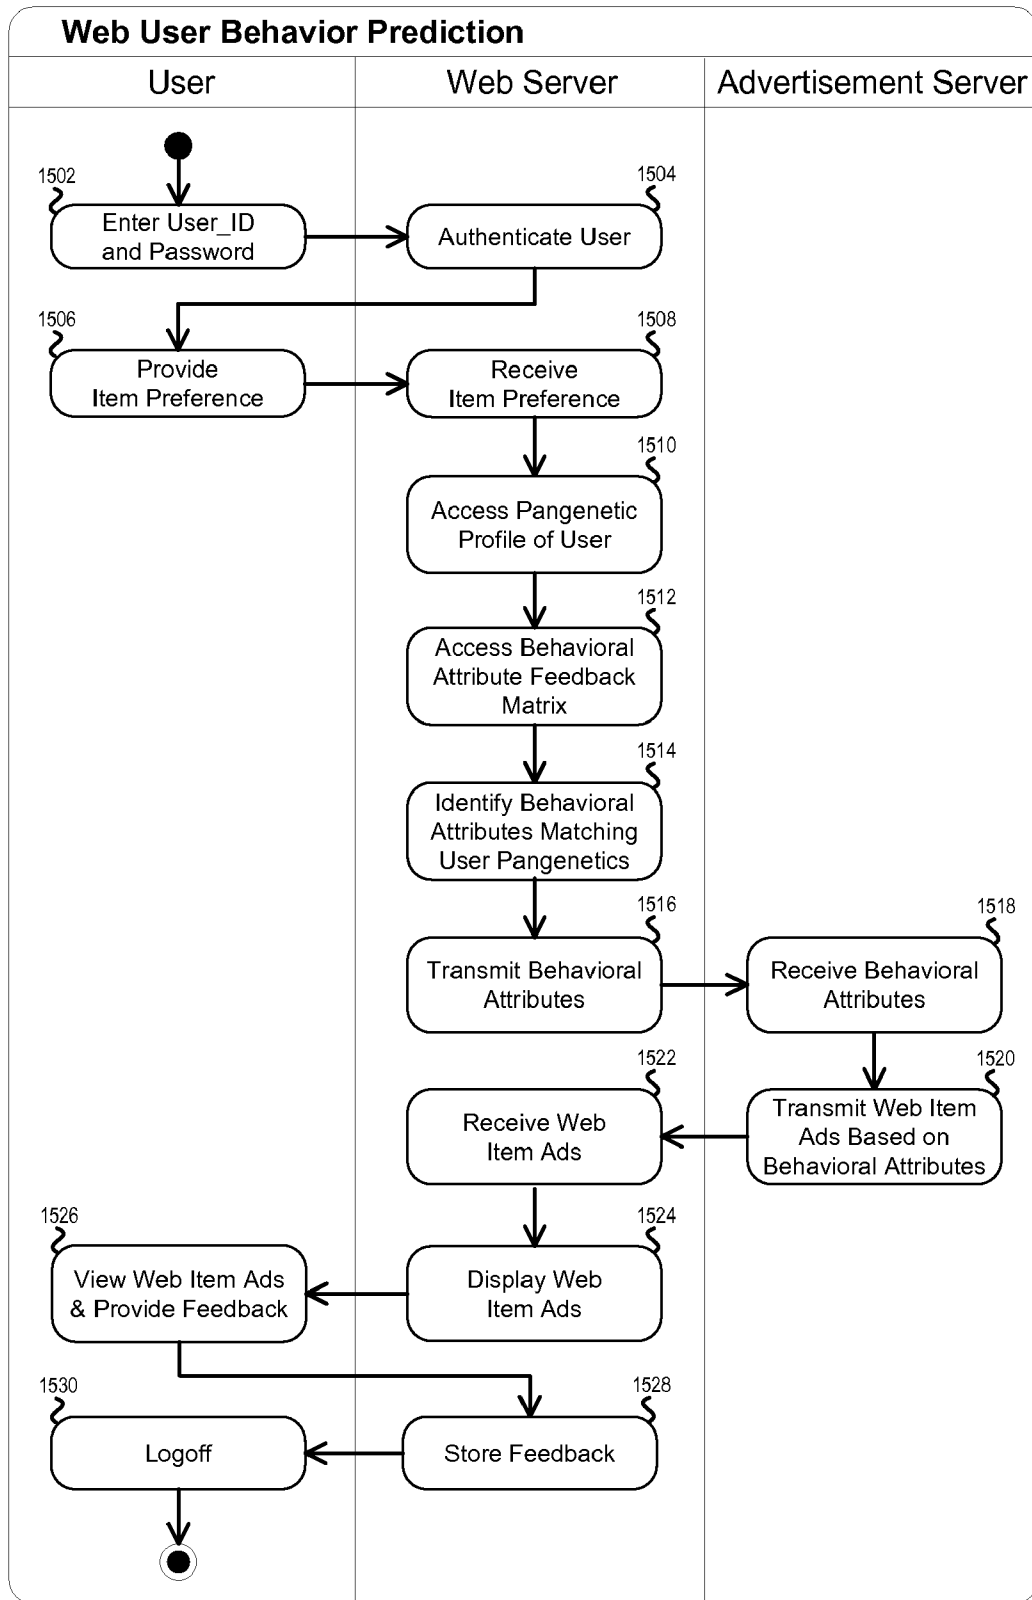 Web User Behavior Prediction
User
Web Server
Advertisement Server
1502
Enter User_ID
and Password
1504
Authenticate User
1506
Provide
Item Preference
1508
Receive
Item Preference
1510
Access Pangenetic
Profile of User
1512
Access Behavioral
Attribute Feedback
Matrix
1514
Identify Behavioral
Attributes Matching
User Pangenetics
1516
Transmit Behavioral
Attributes
1518
Receive Behavioral
Attributes
1520
Transmit Web Item
Ads Based on
Behavioral Attributes
1522
Receive Web
Item Ads
1524
Display Web
Item Ads
1526
View Web Item Ads
& Provide Feedback
1528
Store Feedback
1530
Logoff